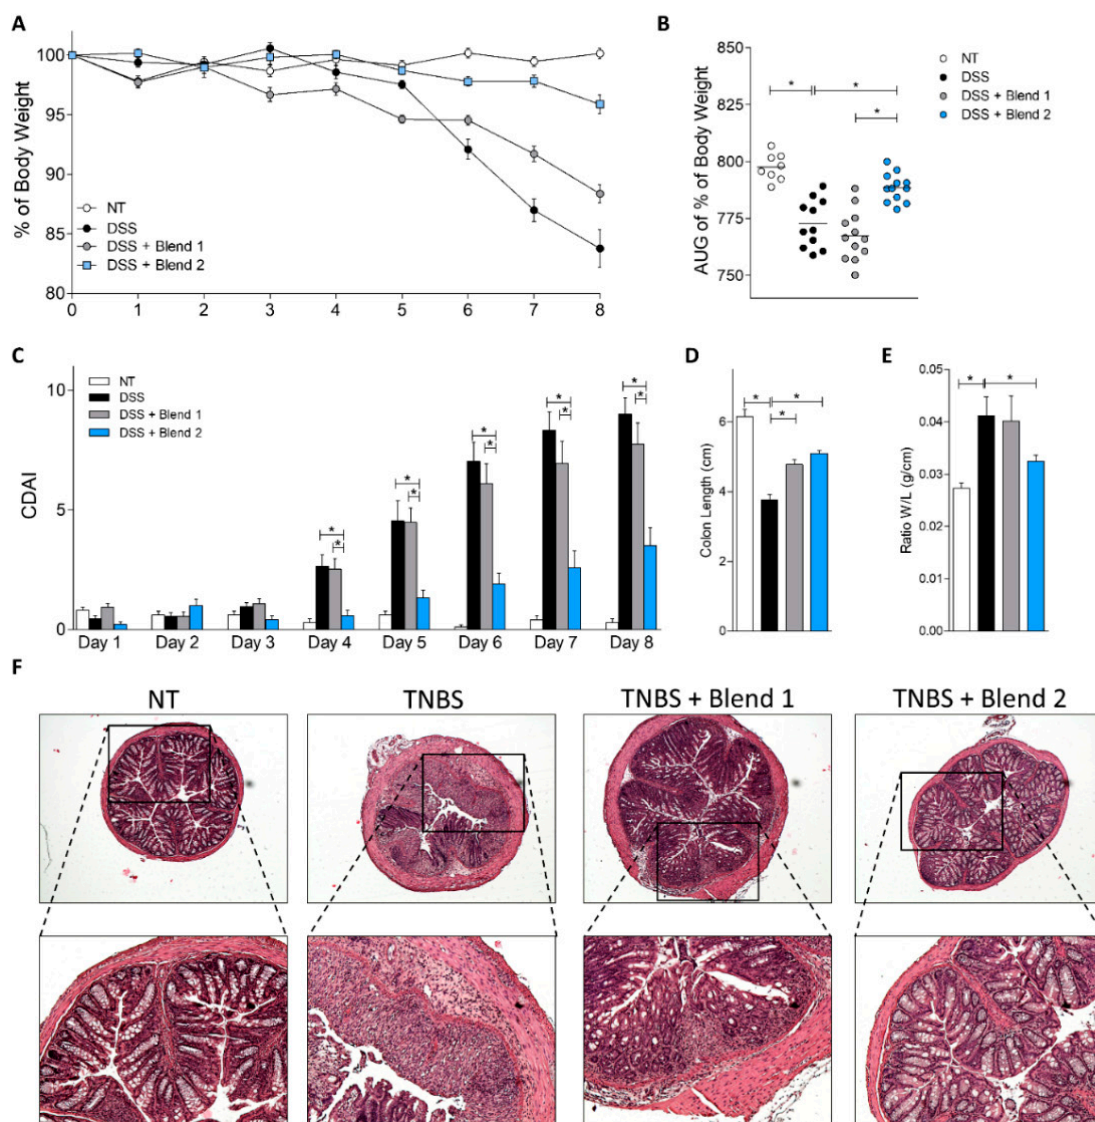 A
% of Body Weight
100
95
90
85
80
NT
DSS
DSS + Blend 1
DSS + Blend 2
0 1 2 3 4 5 6 7 8
B
AUG of % of Body Weight
850
825
800
775
750
NT
DSS
DSS + Blend 1
DSS + Blend 2
* *
*
C
CDAI
10
5
0
NT
DSS
DSS + Blend 1
DSS + Blend 2
* * * * *
* * * * *
Day 1 Day 2 Day 3 Day 4 Day 5 Day 6 Day 7 Day 8
D
Colon Length (cm)
6
4
2
0
* *
*
E
Ratio W/L (g/cm)
0.05
0.04
0.03
0.02
0.01
0.00
* *
F
NT TNBS TNBS + Blend 1 TNBS + Blend 2